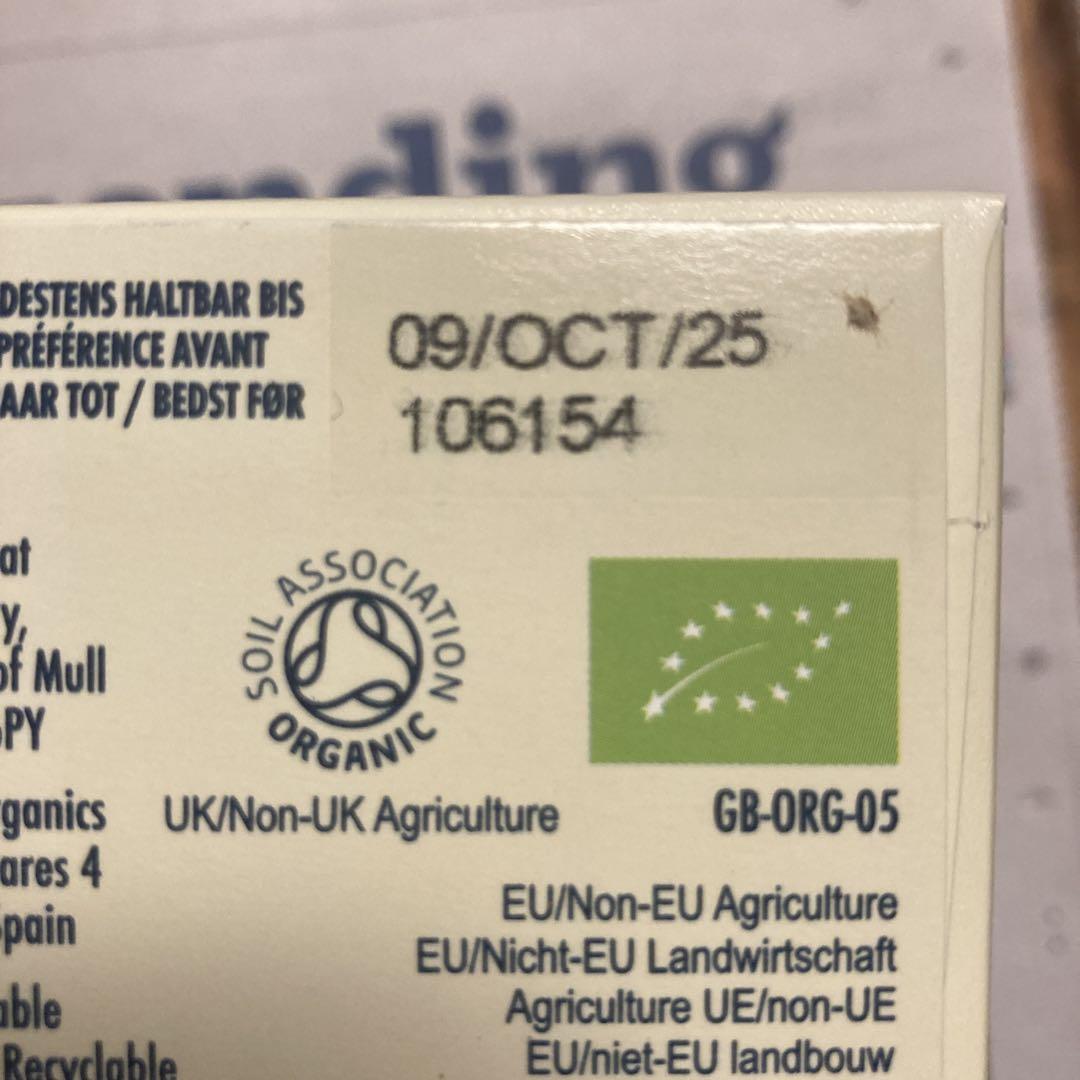 DESTENS HALTBAR BIS
PRÉFÉRENCE AVANT
AAR TOT / BEDST FØR
09/OCT/25
106154
at
y,
of Mull
PY
ganics
ares 4
Spain
able
Recyclable
SOIL ASSOCIATION
ORGANIC
UK/Non-UK Agriculture
GB-ORG-05
EU/Non-EU Agriculture
EU/Nicht-EU Landwirtschaft
Agriculture UE/non-UE
EU/niet-EU landbouw